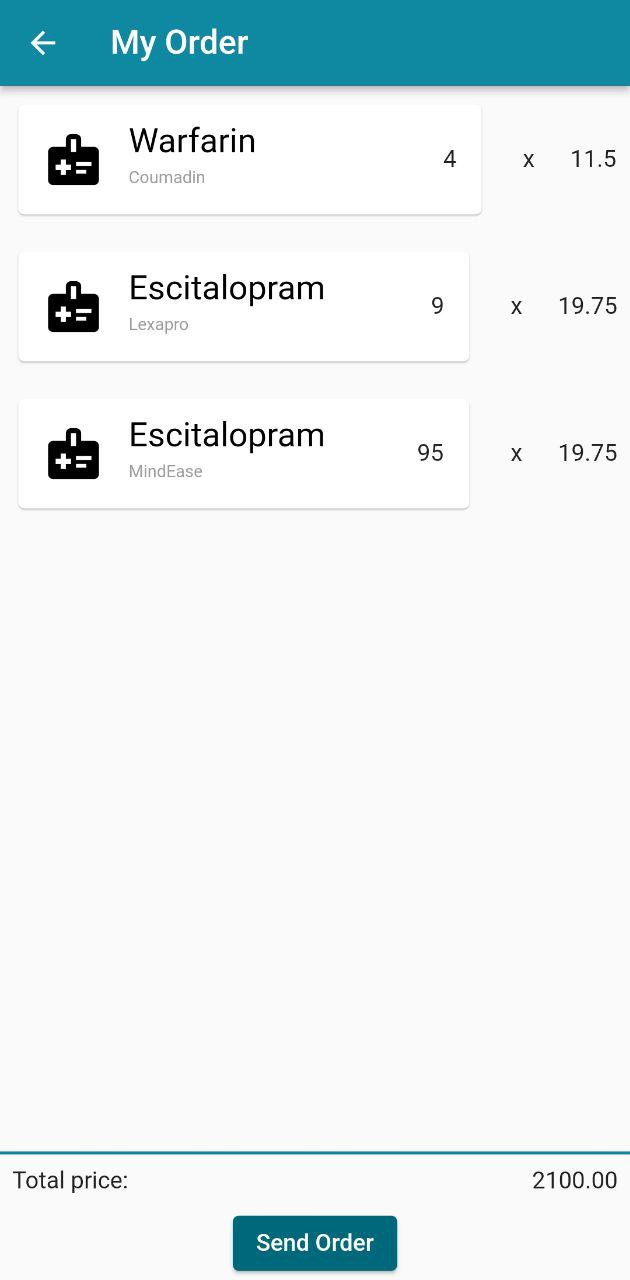 My Order
Warfarin
Coumadin
4 x 11.5
Escitalopram
Lexapro
9 x 19.75
Escitalopram
MindEase
95 x 19.75
Total price: 2100.00
Send Order